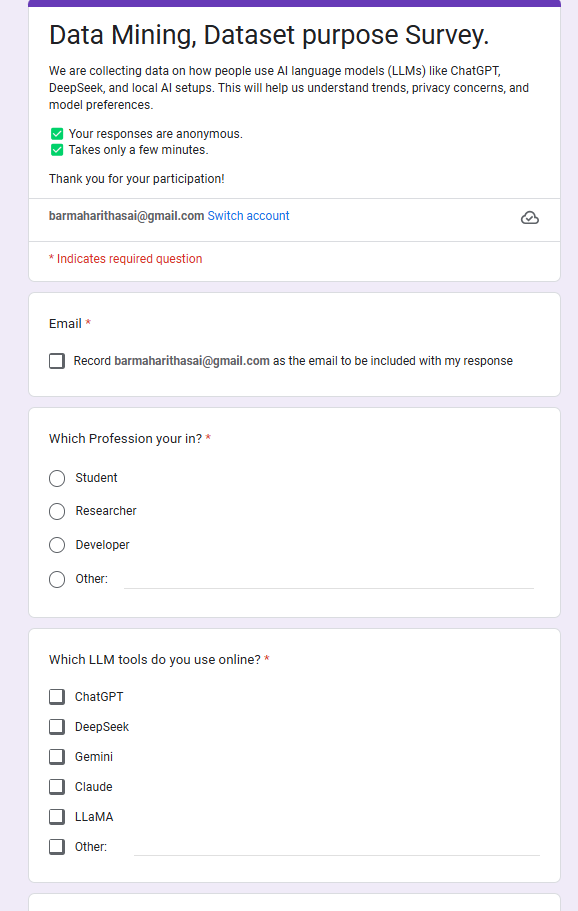 Data Mining, Dataset purpose Survey.
We are collecting data on how people use AI language models (LLMs) like ChatGPT,
DeepSeek, and local AI setups. This will help us understand trends, privacy concerns, and
model preferences.
✅ Your responses are anonymous.
✅ Takes only a few minutes.
Thank you for your participation!
barmaharithasai@gmail.com Switch account
* Indicates required question
Email *
Record barmaharithasai@gmail.com as the email to be included with my response
Which Profession your in? *
Student
Researcher
Developer
Other:
Which LLM tools do you use online? *
ChatGPT
DeepSeek
Gemini
Claude
LLaMA
Other: